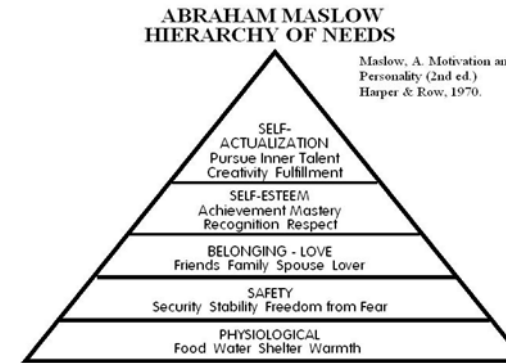 ABRAHAM MASLOW
HIERARCHY OF NEEDS
Maslow, A. Motivation an
Personality (2nd ed.)
Harper & Row, 1970.
SELF-
ACTUALIZATION
Pursue Inner Talent
Creativity Fulfillment
SELF-ESTEEM
Achievement Mastery
Recognition Respect
BELONGING - LOVE
Friends Family Spouse Lover
SAFETY
Security Stability Freedom from Fear
PHYSIOLOGICAL
Food Water Shelter Warmth